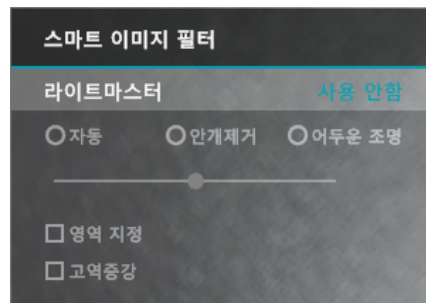 스마트 이미지 필터
라이트마스터 사용 안함
자동 안개제거 어두운 조명
영역 지정
고역증강